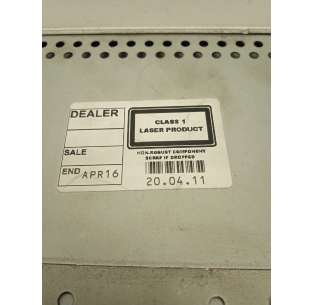 DEALER
SALE
END APR16
CLASS 1
LASER PRODUCT
NON-ROBUST COMPONENT
SCRAP IF DROPPED
20.04.11